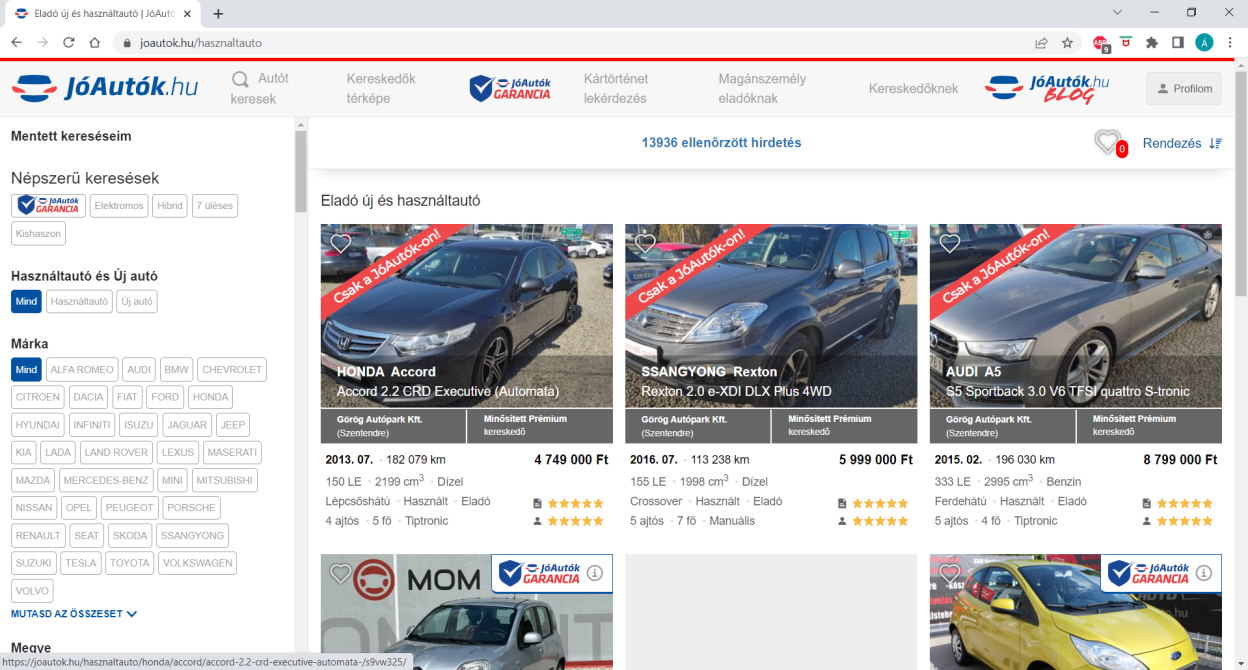 Eladó új és használtautó | JóAutó
joautok.hu/hasznaltauto
ABP
9
Á
JóAutók.hu
Autót keresek
Kereskedők térképe
JóAutók GARANCIA
Kártörténet lekérdezés
Magánszemély eladóknak
Kereskedőknek
JóAutók.hu BLOG
Profilom
Mentett kereséseim
Népszerű keresések
JóAutók GARANCIA
Elektromos
Hibrid
7 üléses
Kishaszon
Használtautó és Új autó
Mind
Használtautó
Új autó
Márka
Mind
ALFA ROMEO
AUDI
BMW
CHEVROLET
CITROEN
DACIA
FIAT
FORD
HONDA
HYUNDAI
INFINITI
ISUZU
JAGUAR
JEEP
KIA
LADA
LAND ROVER
LEXUS
MASERATI
MAZDA
MERCEDES-BENZ
MINI
MITSUBISHI
NISSAN
OPEL
PEUGEOT
PORSCHE
RENAULT
SEAT
SKODA
SSANGYONG
SUZUKI
TESLA
TOYOTA
VOLKSWAGEN
VOLVO
MUTASD AZ ÖSSZESET
Megye
https://joautok.hu/hasznaltauto/honda/accord/accord-2.2-crd-executive-automata-/s9vw325/
13936 ellenőrzött hirdetés
0
Rendezés
Eladó új és használtautó
Csak a JóAutók-on!
HONDA Accord
Accord 2.2 CRD Executive (Automata)
Görög Autópark Kft.
(Szentendre)
Minősített Prémium
kereskedő
2013. 07. • 182 079 km
4 749 000 Ft
150 LE • 2199 cm3 • Dízel
Lépcsőshátú • Használt • Eladó
4 ajtós • 5 fő • Tiptronic
Csak a JóAutók-on!
SSANGYONG Rexton
Rexton 2.0 e-XDI DLX Plus 4WD
Görög Autópark Kft.
(Szentendre)
Minősített Prémium
kereskedő
2016. 07. • 113 238 km
5 999 000 Ft
155 LE • 1998 cm3 • Dízel
Crossover • Használt • Eladó
5 ajtós • 7 fő • Manuális
Csak a JóAutók-on!
AUDI A5
S5 Sportback 3.0 V6 TFSI quattro S-tronic
Görög Autópark Kft.
(Szentendre)
Minősített Prémium
kereskedő
2015. 02. • 196 030 km
8 799 000 Ft
333 LE • 2995 cm3 • Benzin
Ferdehátú • Használt • Eladó
5 ajtós • 4 fő • Tiptronic
MOM
JóAutók GARANCIA
JóAutók GARANCIA